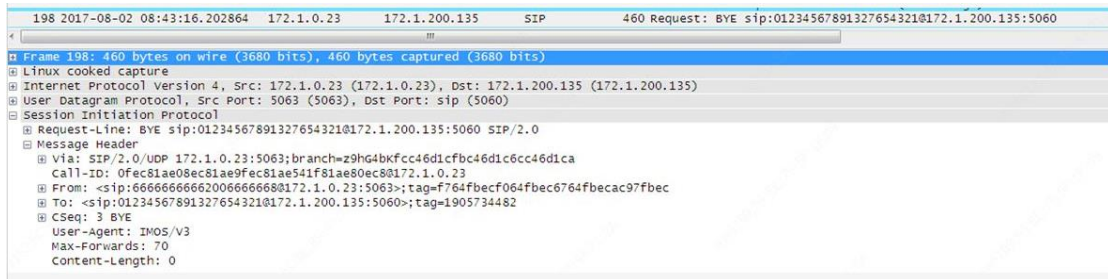 198 2017-08-02 08:43:16.202864 172.1.0.23 172.1.200.135 SIP 460 Request: BYE sip:01234567891327654321@172.1.200.135:5060
Frame 198: 460 bytes on wire (3680 bits), 460 bytes captured (3680 bits)
Linux cooked capture
Internet Protocol Version 4, Src: 172.1.0.23 (172.1.0.23), Dst: 172.1.200.135 (172.1.200.135)
User Datagram Protocol, Src Port: 5063 (5063), Dst Port: sip (5060)
Session Initiation Protocol
Request-Line: BYE sip:01234567891327654321@172.1.200.135:5060 SIP/2.0
Message Header
Via: SIP/2.0/UDP 172.1.0.23:5063;branch=z9hG4bKfcc46d1cfbc46d1c6cc46d1ca
Call-ID: 0fec81ae08ec81ae9fec81ae541f81ae80ec8@172.1.0.23
From: <sip:66666666662006666668@172.1.0.23:5063>;tag=f764fbecf064fbec6764fbecac97fbec
To: <sip:01234567891327654321@172.1.200.135:5060>;tag=1905734482
CSeq: 3 BYE
User-Agent: IMOS/V3
Max-Forwards: 70
Content-Length: 0